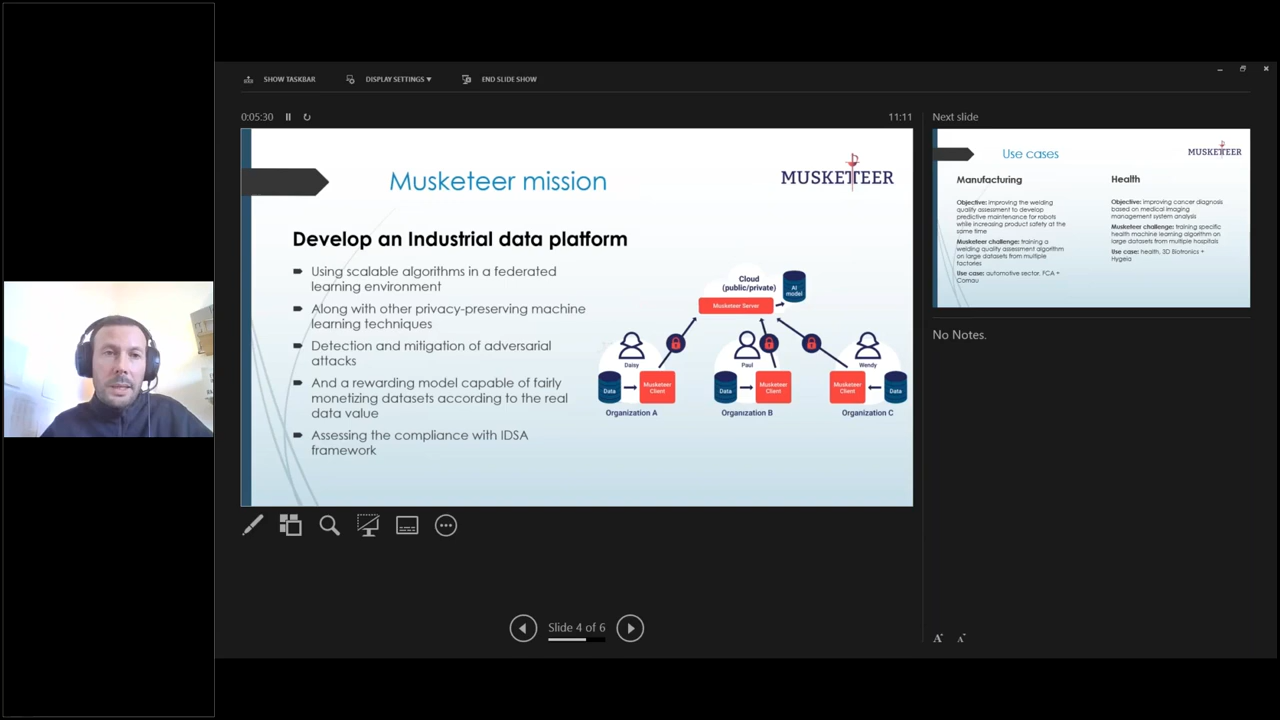 SHOW TASKBAR
DISPLAY SETTINGS ▾
END SLIDE SHOW
0:05:30
11:11
Next slide
Musketeer mission
MUSKETEER
Develop an Industrial data platform
Using scalable algorithms in a federated
learning environment
Along with other privacy-preserving machine
learning techniques
Detection and mitigation of adversarial
attacks
And a rewarding model capable of fairly
monetizing datasets according to the real
data value
Assessing the compliance with IDSA
framework
Cloud
(public/private)
AI
model
Musketeer Server
Daisy
Paul
Wendy
Data
Musketeer
Client
Data
Musketeer
Client
Musketeer
Client
Data
Organization A
Organization B
Organization C
Use cases
MUSKETEER
Manufacturing
Objective: improving the welding
quality assessment to develop
predictive maintenance for robots
while increasing product safety at the
same time
Musketeer challenge: training a
welding quality assessment algorithm
on large datasets from multiple
factories
Use case: automotive sector, FCA +
Comau
Health
Objective: improving cancer diagnosis
based on medical imaging
management system analysis
Musketeer challenge: training specific
health machine learning algorithm on
large datasets from multiple hospitals
Use case: health, 3D Biotronics +
Hygeia
No Notes.
Slide 4 of 6
A
A